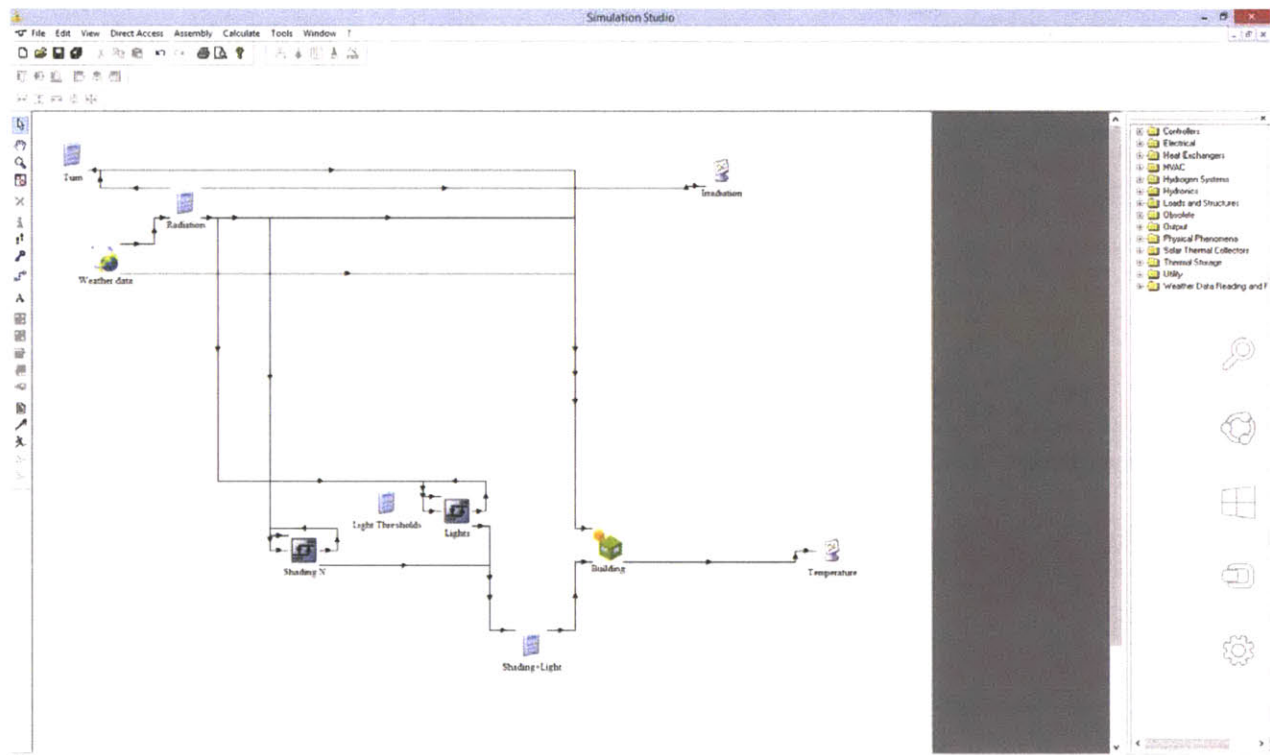 Simulation Studio
File Edit View Direct Access Assembly Calculate Tools Window ?
Turn
Irradiation
Radiation
Weather data
Light Thresholds
Lights
Shading N
Building
Temperature
Shading+Light
Controllers
Electrical
Heat Exchangers
HVAC
Hydrogen Systems
Hydronics
Loads and Structures
Obsolete
Output
Physical Phenomena
Solar Thermal Collectors
Thermal Storage
Utility
Weather Data Reading and P